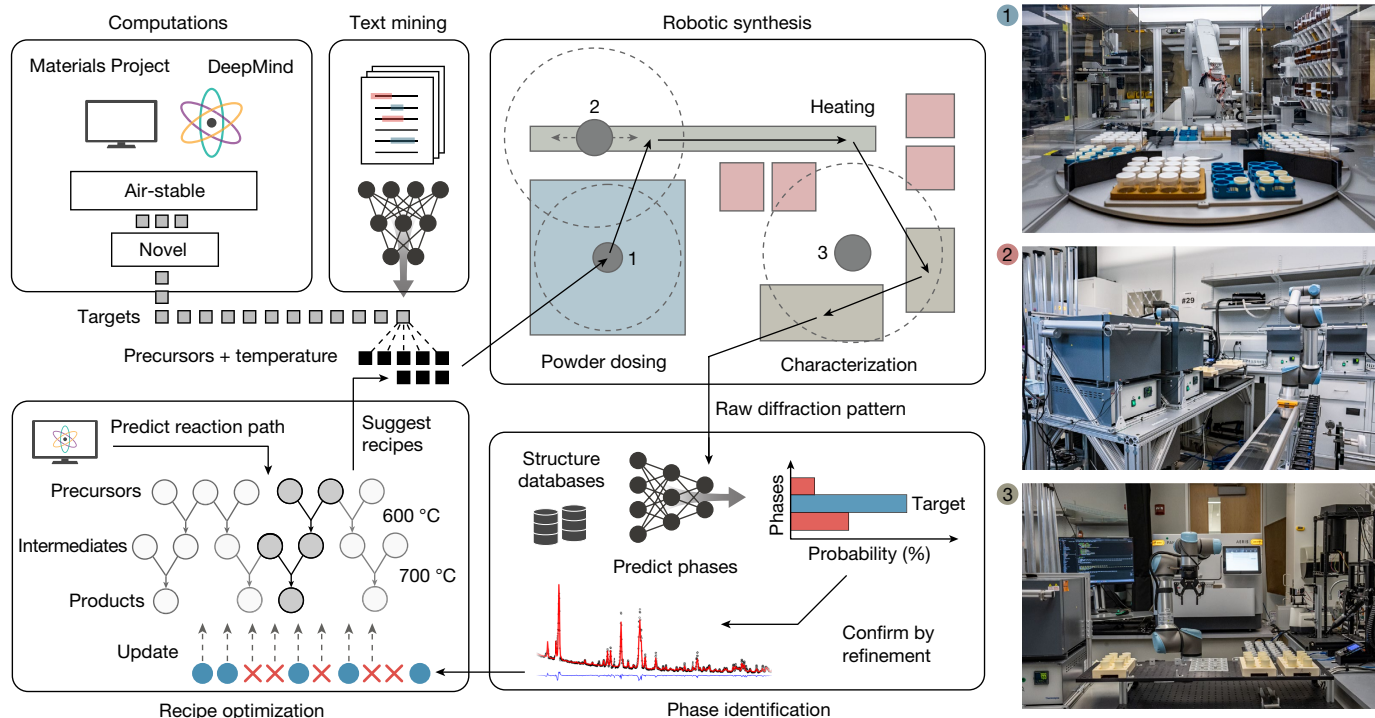 Computations
Materials Project
DeepMind
Air-stable
Novel
Targets
Text mining
Precursors + temperature
Robotic synthesis
2
Heating
1
3
Powder dosing
Characterization
Raw diffraction pattern
Predict reaction path
Suggest
recipes
Precursors
600 °C
Intermediates
700 °C
Products
Update
Recipe optimization
Structure
databases
Predict phases
Phases
Target
Probability (%)
Confirm by
refinement
Phase identification
1
2
#29
3